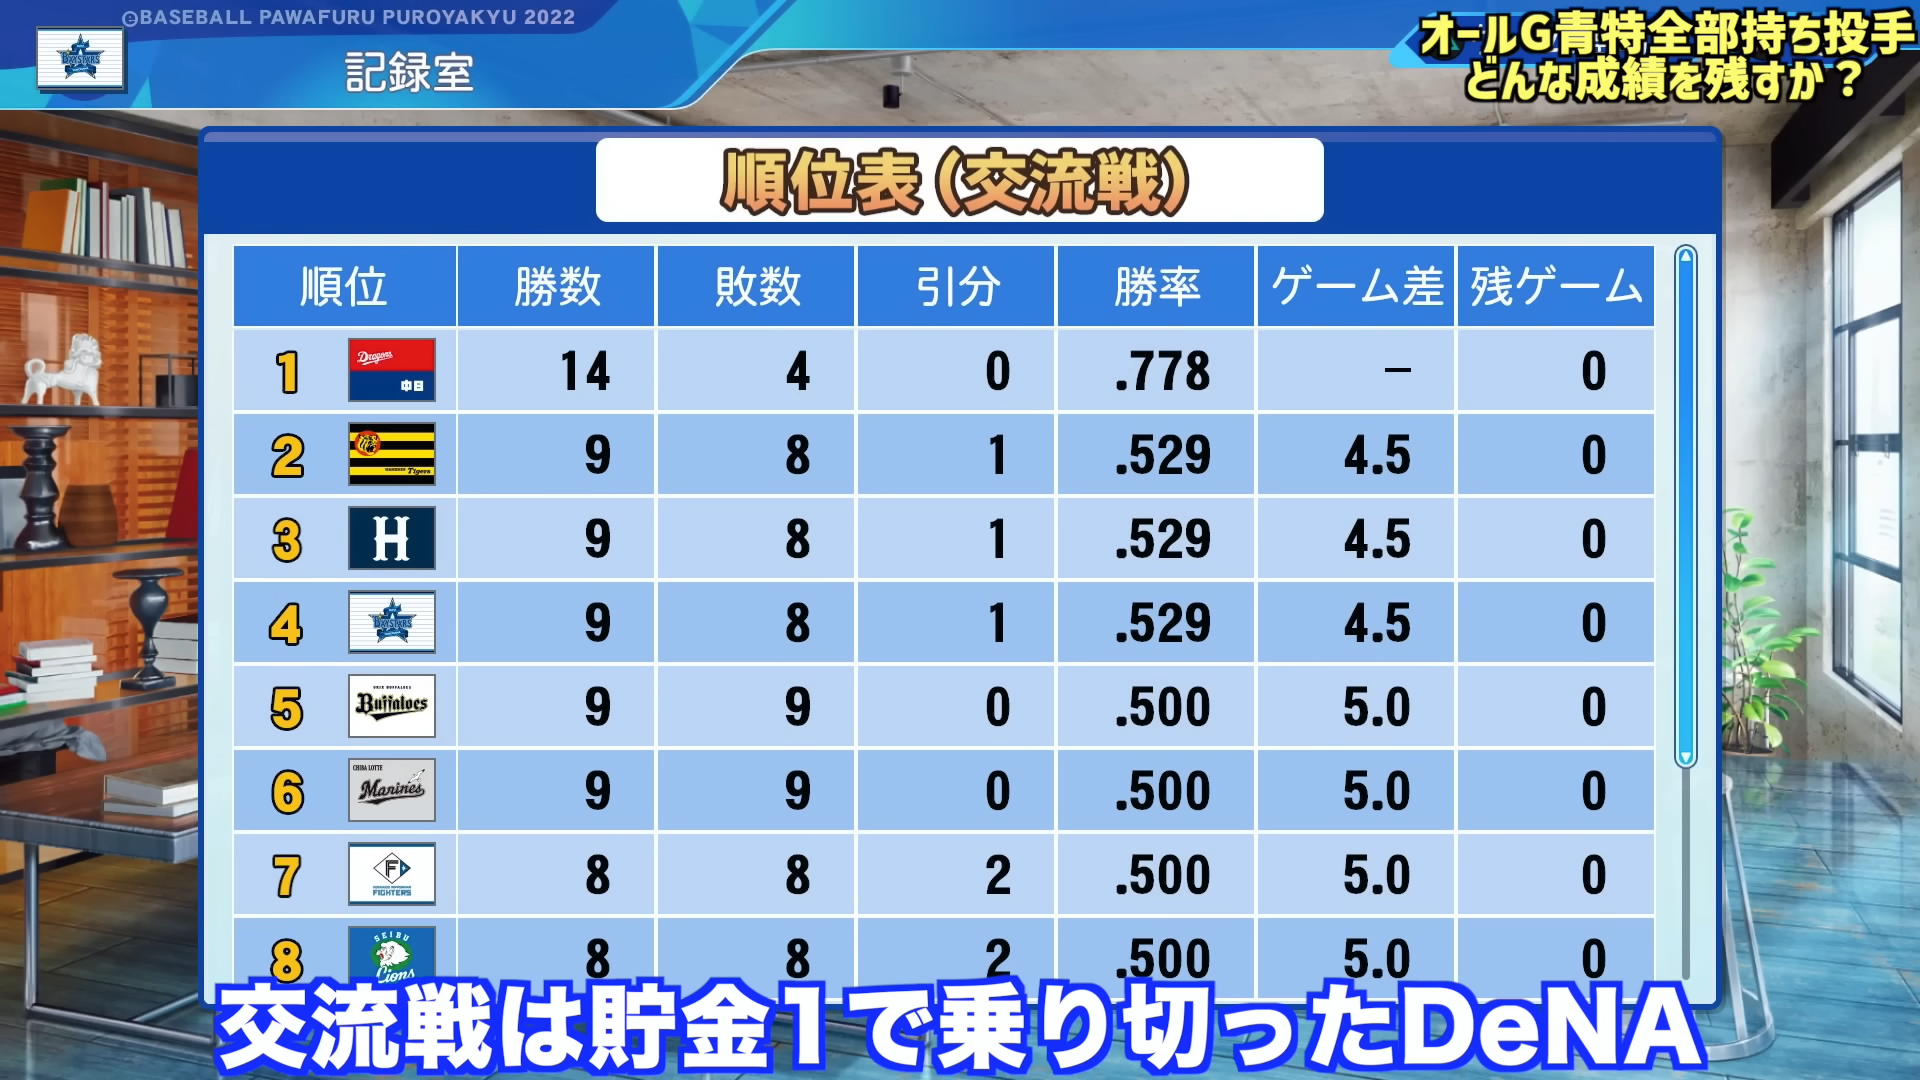 eBASEBALL PAWAFURU PUROYAKYU 2022
記録室
オールG青特全部持ち投手
どんな成績を残すか？
順位表(交流戦)
順位 勝数 敗数 引分 勝率 ゲーム差 残ゲーム
1 Dragons 中日 14 4 0 .778 − 0
2 Tigers 9 8 1 .529 4.5 0
3 H 9 8 1 .529 4.5 0
4 BAYSTARS 9 8 1 .529 4.5 0
5 ORIX BUFFALOES Buffaloes 9 9 0 .500 5.0 0
6 CHIBA LOTTE Marines 9 9 0 .500 5.0 0
7 F FIGHTERS 8 8 2 .500 5.0 0
8 SEIBU Lions 8 8 2 .500 5.0 0
交流戦は貯金1で乗り切ったDeNA